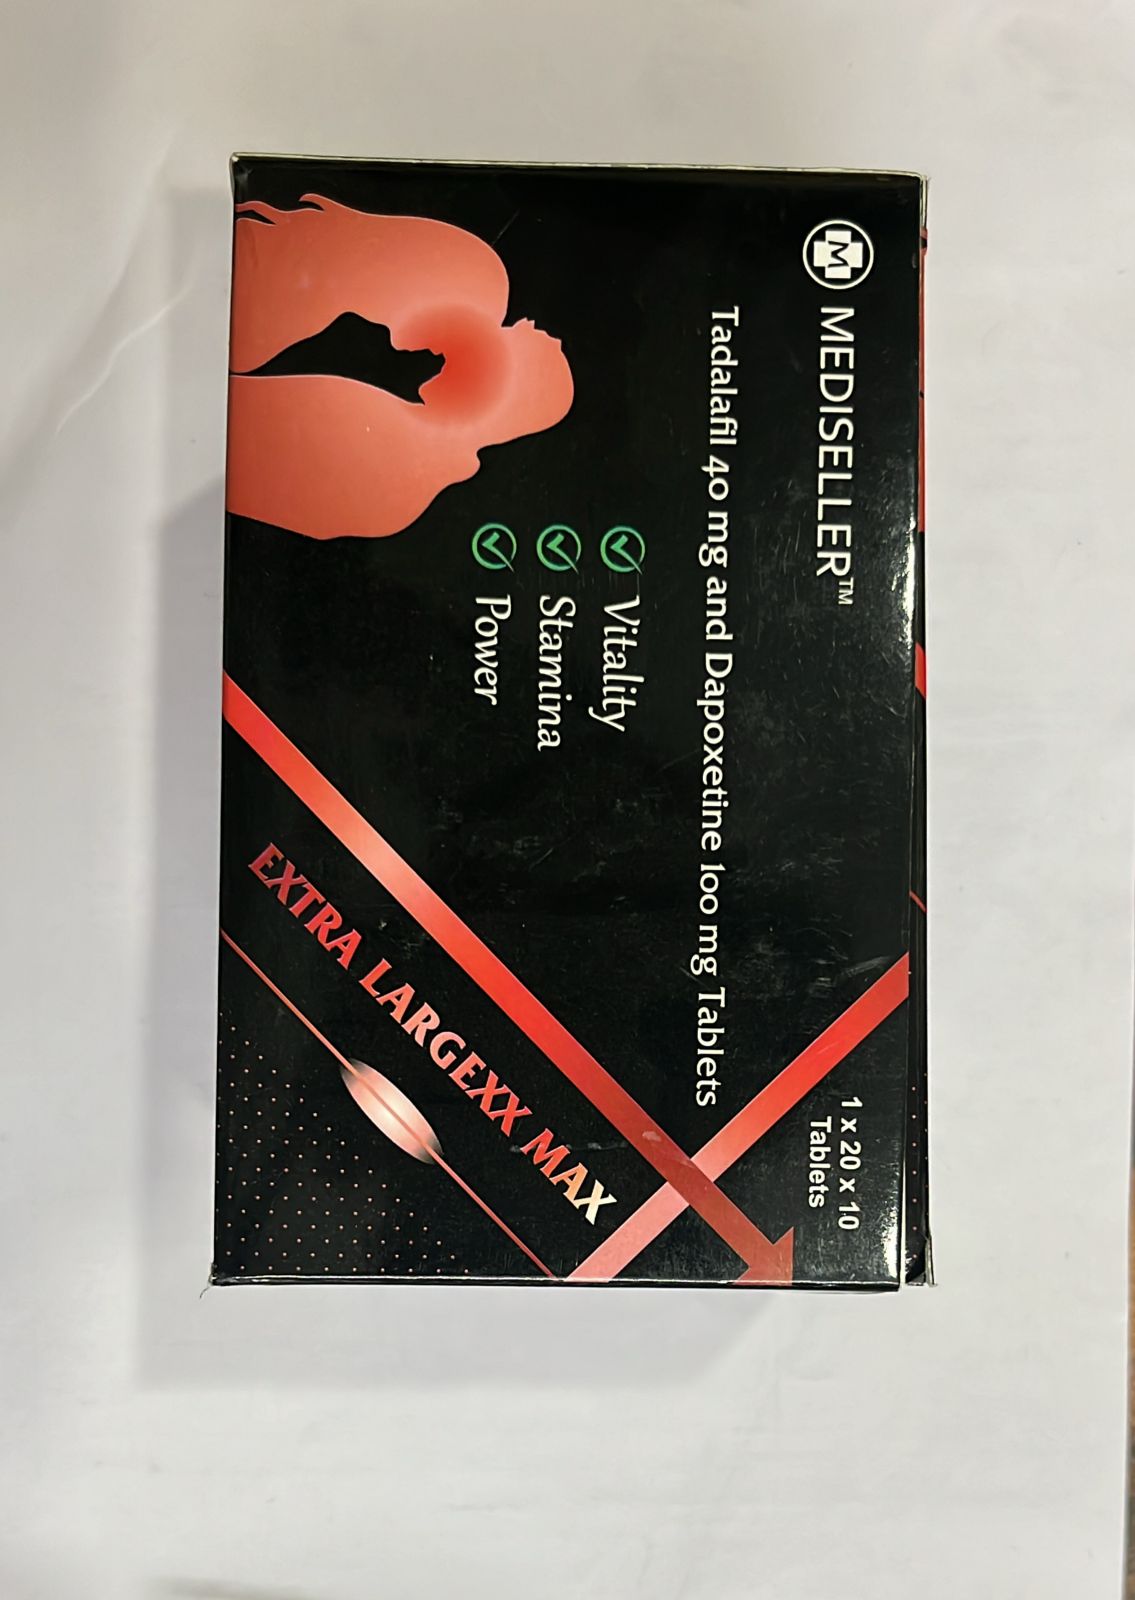 M MEDISELLER™
1 x 20 x 10
Tablets
Tadalafil 40 mg and Dapoxetine 100 mg Tablets
Vitality
Stamina
Power
EXTRA LARGEXX MAX